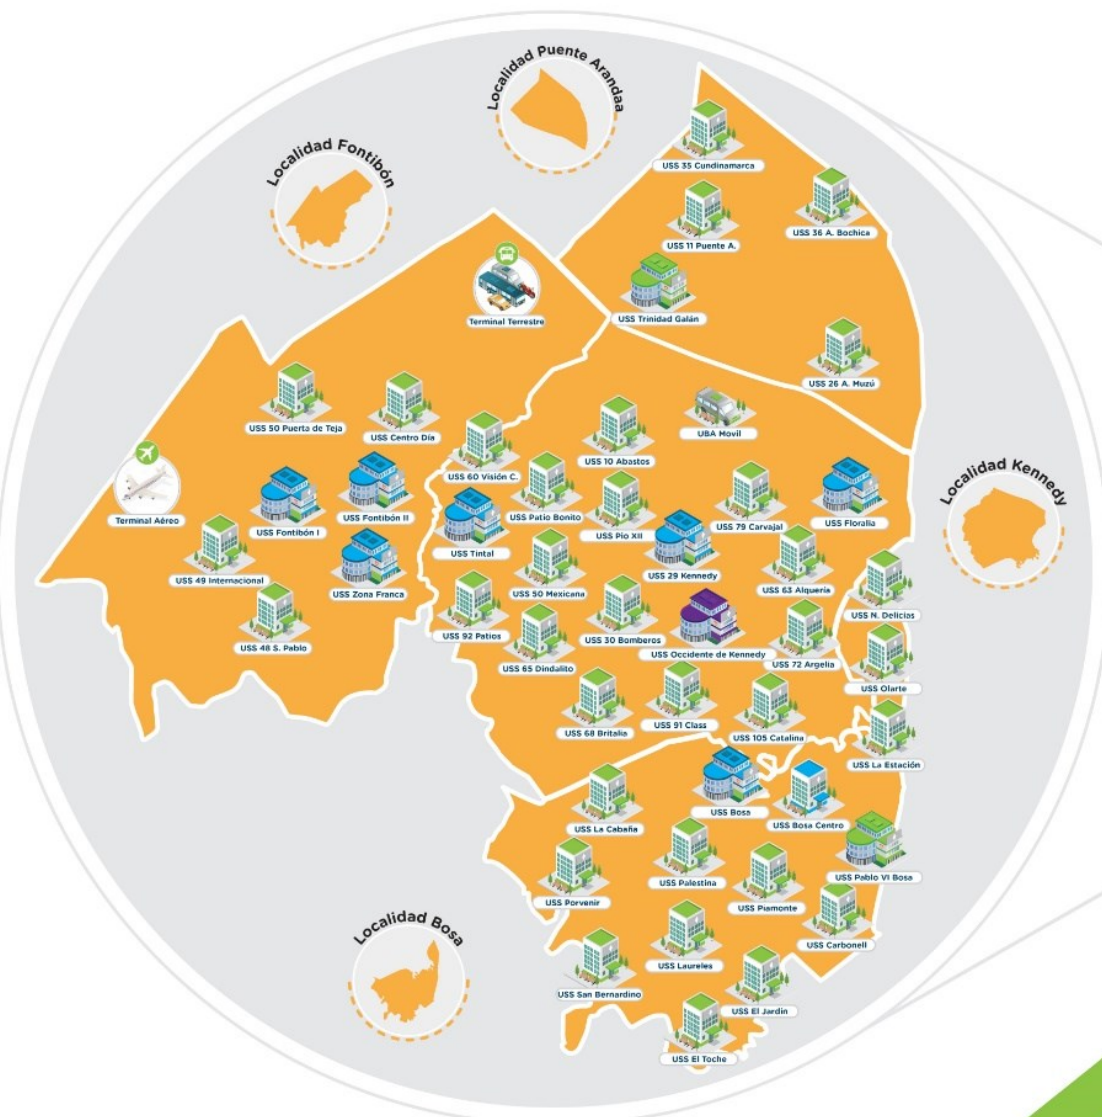 Localidad Puente Arandaa
Localidad Fontibón
USS 35 Cundinamarca
USS 36 A. Bochica
USS 11 Puente A.
USS Trinidad Galán
Terminal Terrestre
USS 26 A. Muzú
USS 50 Puerta de Teja
USS Centro Día
UBA Móvil
USS 60 Visión C.
USS 10 Abastos
Localidad Kennedy
Terminal Aéreo
USS Fontibón I
USS Fontibón II
USS Tintal
USS Patio Bonito
USS Pio XII
USS 79 Carvajal
USS Floralia
USS 49 Internacional
USS Zona Franca
USS 50 Mexicana
USS 29 Kennedy
USS 63 Alquería
USS N. Delicias
USS 48 S. Pablo
USS 92 Patios
USS 65 Dindalito
USS 30 Bomberos
USS Occidente de Kennedy
USS 72 Argelia
USS Olarte
USS 68 Britalia
USS 91 Class
USS 105 Catalina
USS La Estación
USS La Cabaña
USS Bosa
USS Bosa Centro
USS Pablo VI Bosa
USS Porvenir
USS Palestina
USS Piamonte
USS Carbonell
Localidad Bosa
USS San Bernardino
USS Laureles
USS El Jardín
USS El Toche